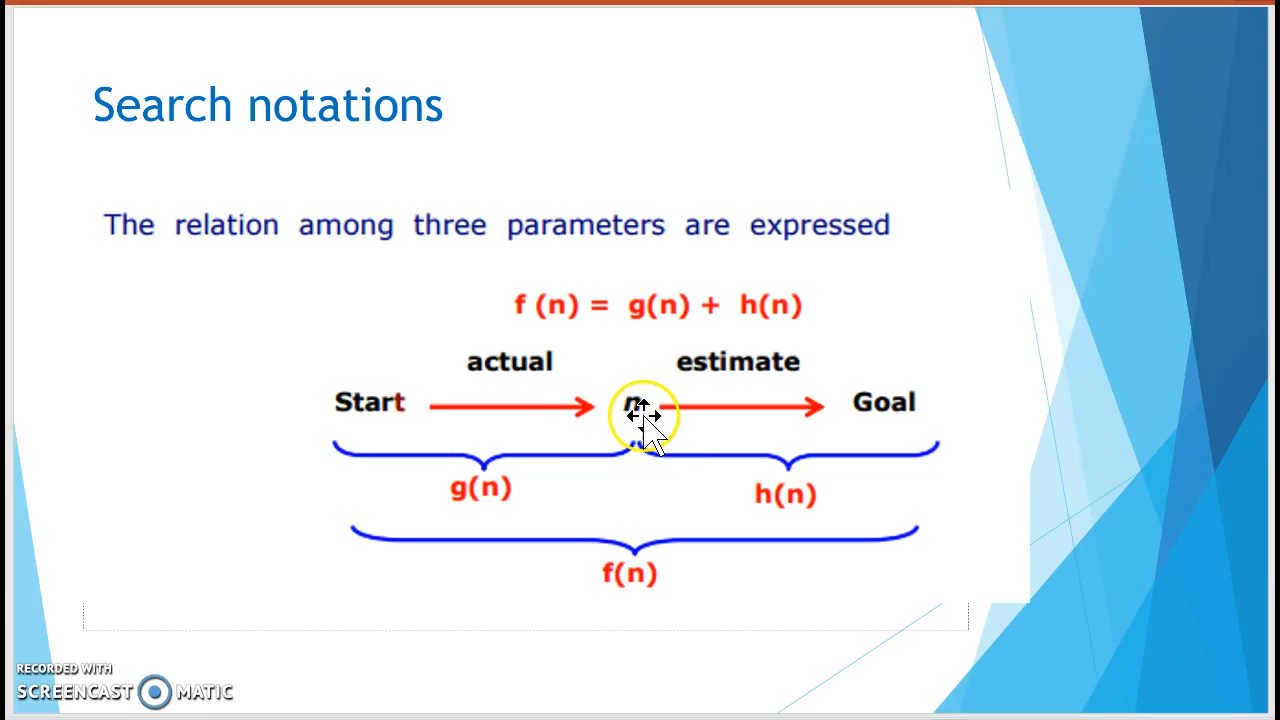 Search notations
The relation among three parameters are expressed
f (n) = g(n) + h(n)
actual estimate
Start n Goal
g(n) h(n)
f(n)
RECORDED WITH
SCREENCAST MATIC